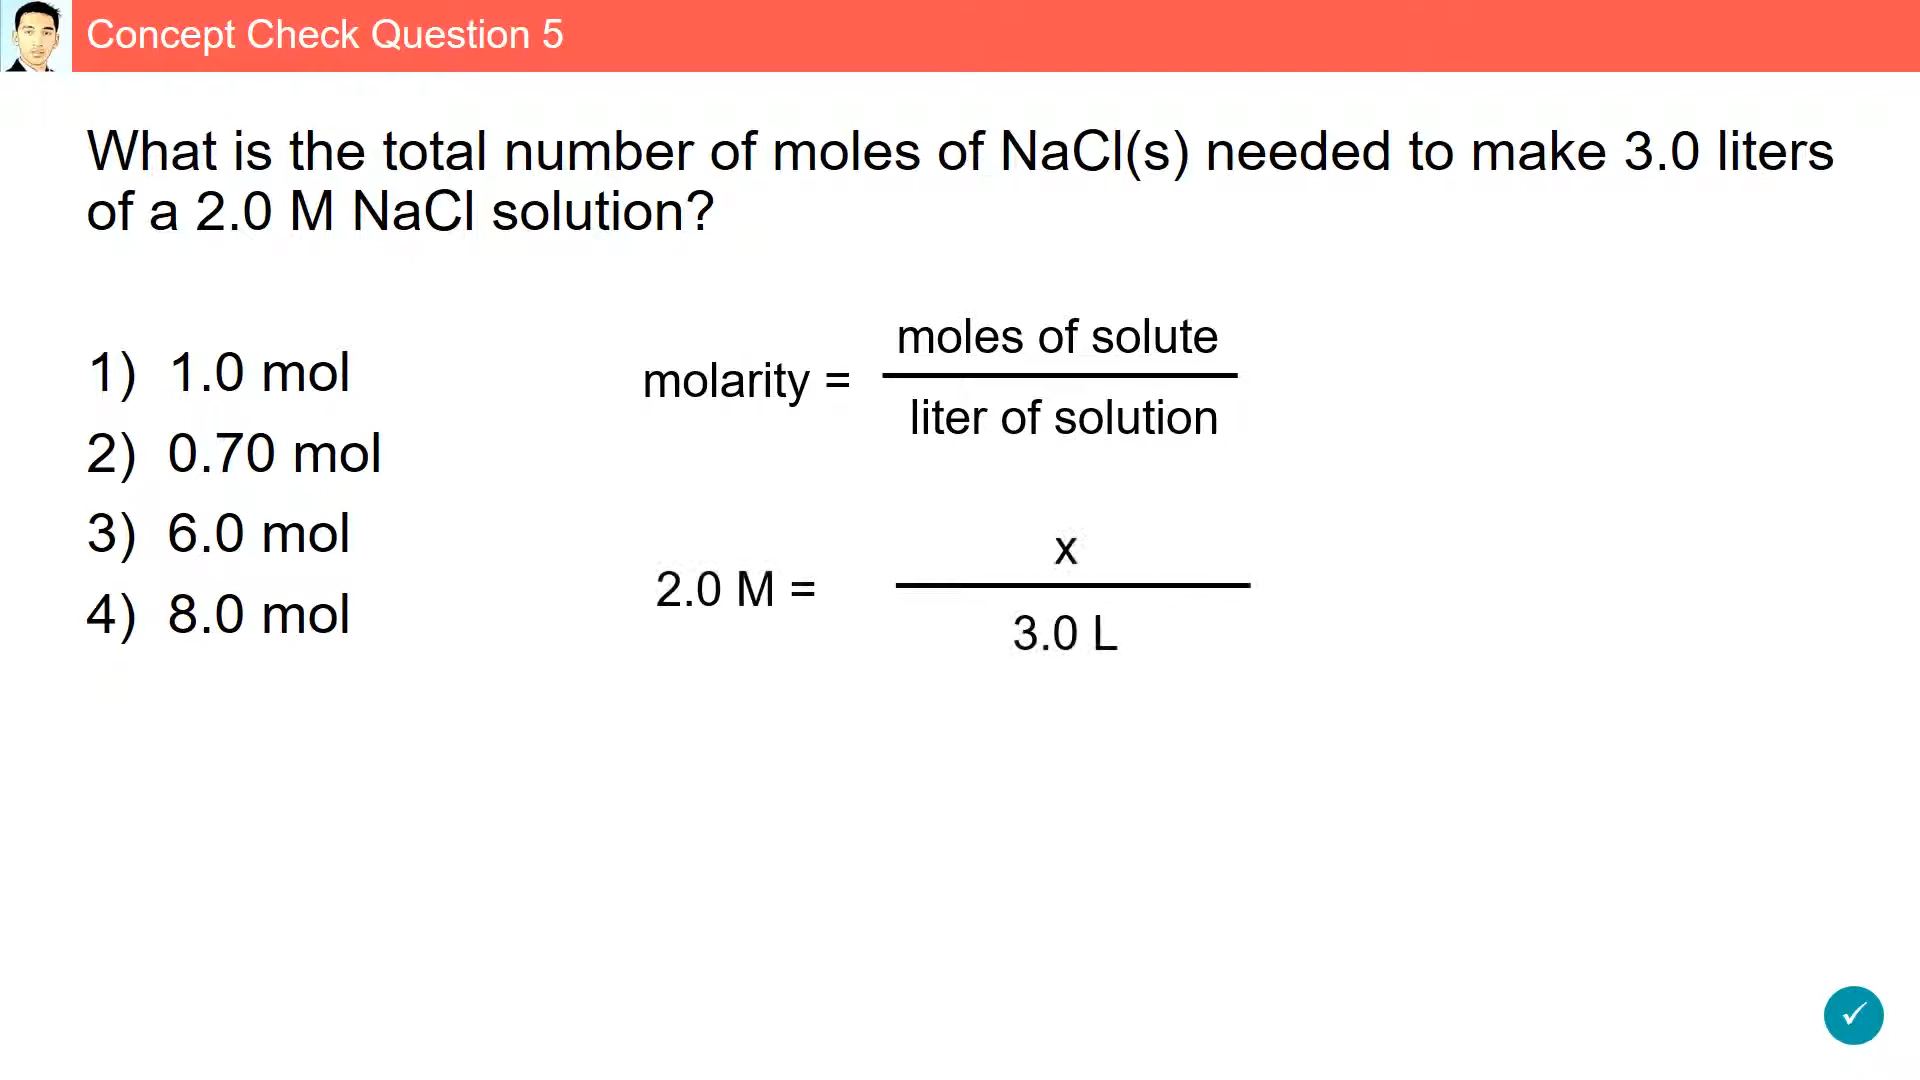 Concept Check Question 5
What is the total number of moles of NaCl(s) needed to make 3.0 liters
of a 2.0 M NaCl solution?
1) 1.0 mol
2) 0.70 mol
3) 6.0 mol
4) 8.0 mol
moles of solute
molarity =
liter of solution
x
2.0 M =
3.0 L